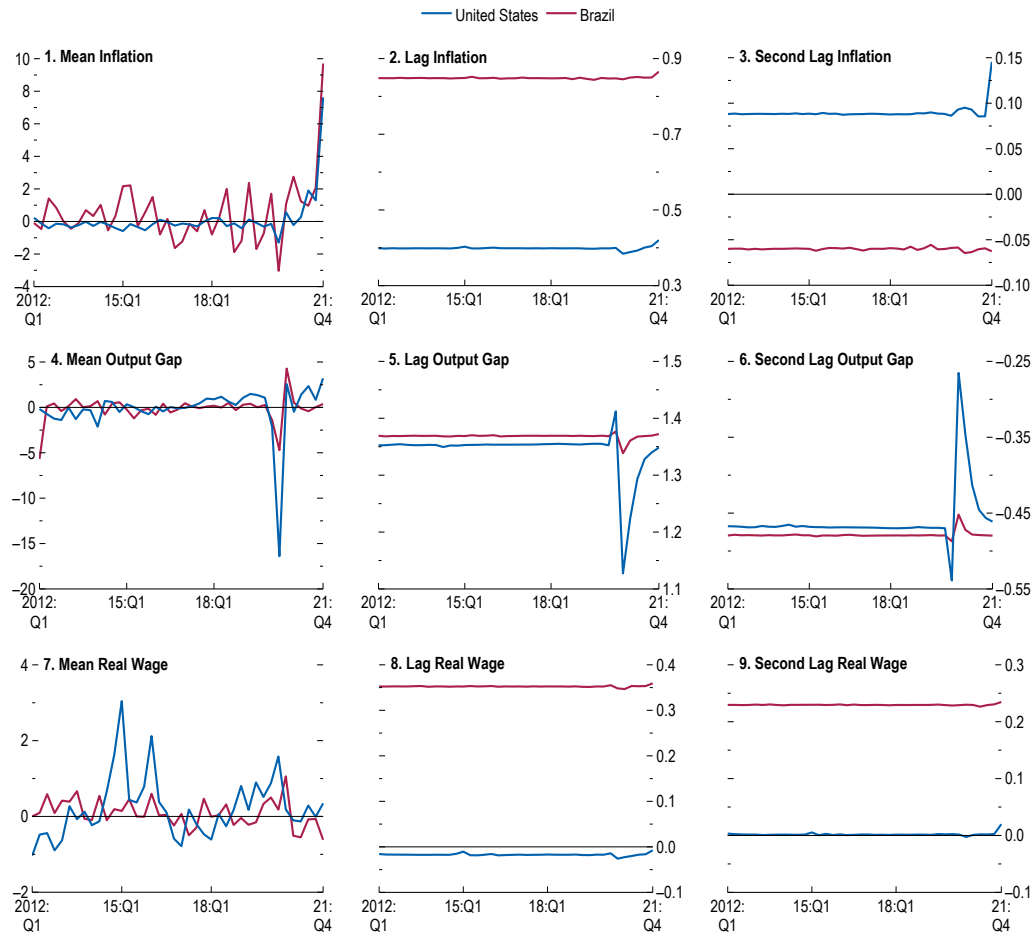 United States Brazil
1. Mean Inflation
10
8
6
4
2
0
–2
–4
2012:
Q1
15:Q1
18:Q1
21:
Q4
2. Lag Inflation
0.9
0.7
0.5
0.3
2012:
Q1
15:Q1
18:Q1
21:
Q4
3. Second Lag Inflation
0.15
0.10
0.05
0.00
–0.05
–0.10
2012:
Q1
15:Q1
18:Q1
21:
Q4
4. Mean Output Gap
5
0
–5
–10
–15
–20
2012:
Q1
15:Q1
18:Q1
21:
Q4
5. Lag Output Gap
1.5
1.4
1.3
1.2
1.1
2012:
Q1
15:Q1
18:Q1
21:
Q4
6. Second Lag Output Gap
–0.25
–0.35
–0.45
–0.55
2012:
Q1
15:Q1
18:Q1
21:
Q4
7. Mean Real Wage
4
2
0
–2
2012:
Q1
15:Q1
18:Q1
21:
Q4
8. Lag Real Wage
0.4
0.3
0.2
0.1
0.0
–0.1
2012:
Q1
15:Q1
18:Q1
21:
Q4
9. Second Lag Real Wage
0.3
0.2
0.1
0.0
–0.1
2012:
Q1
15:Q1
18:Q1
21:
Q4